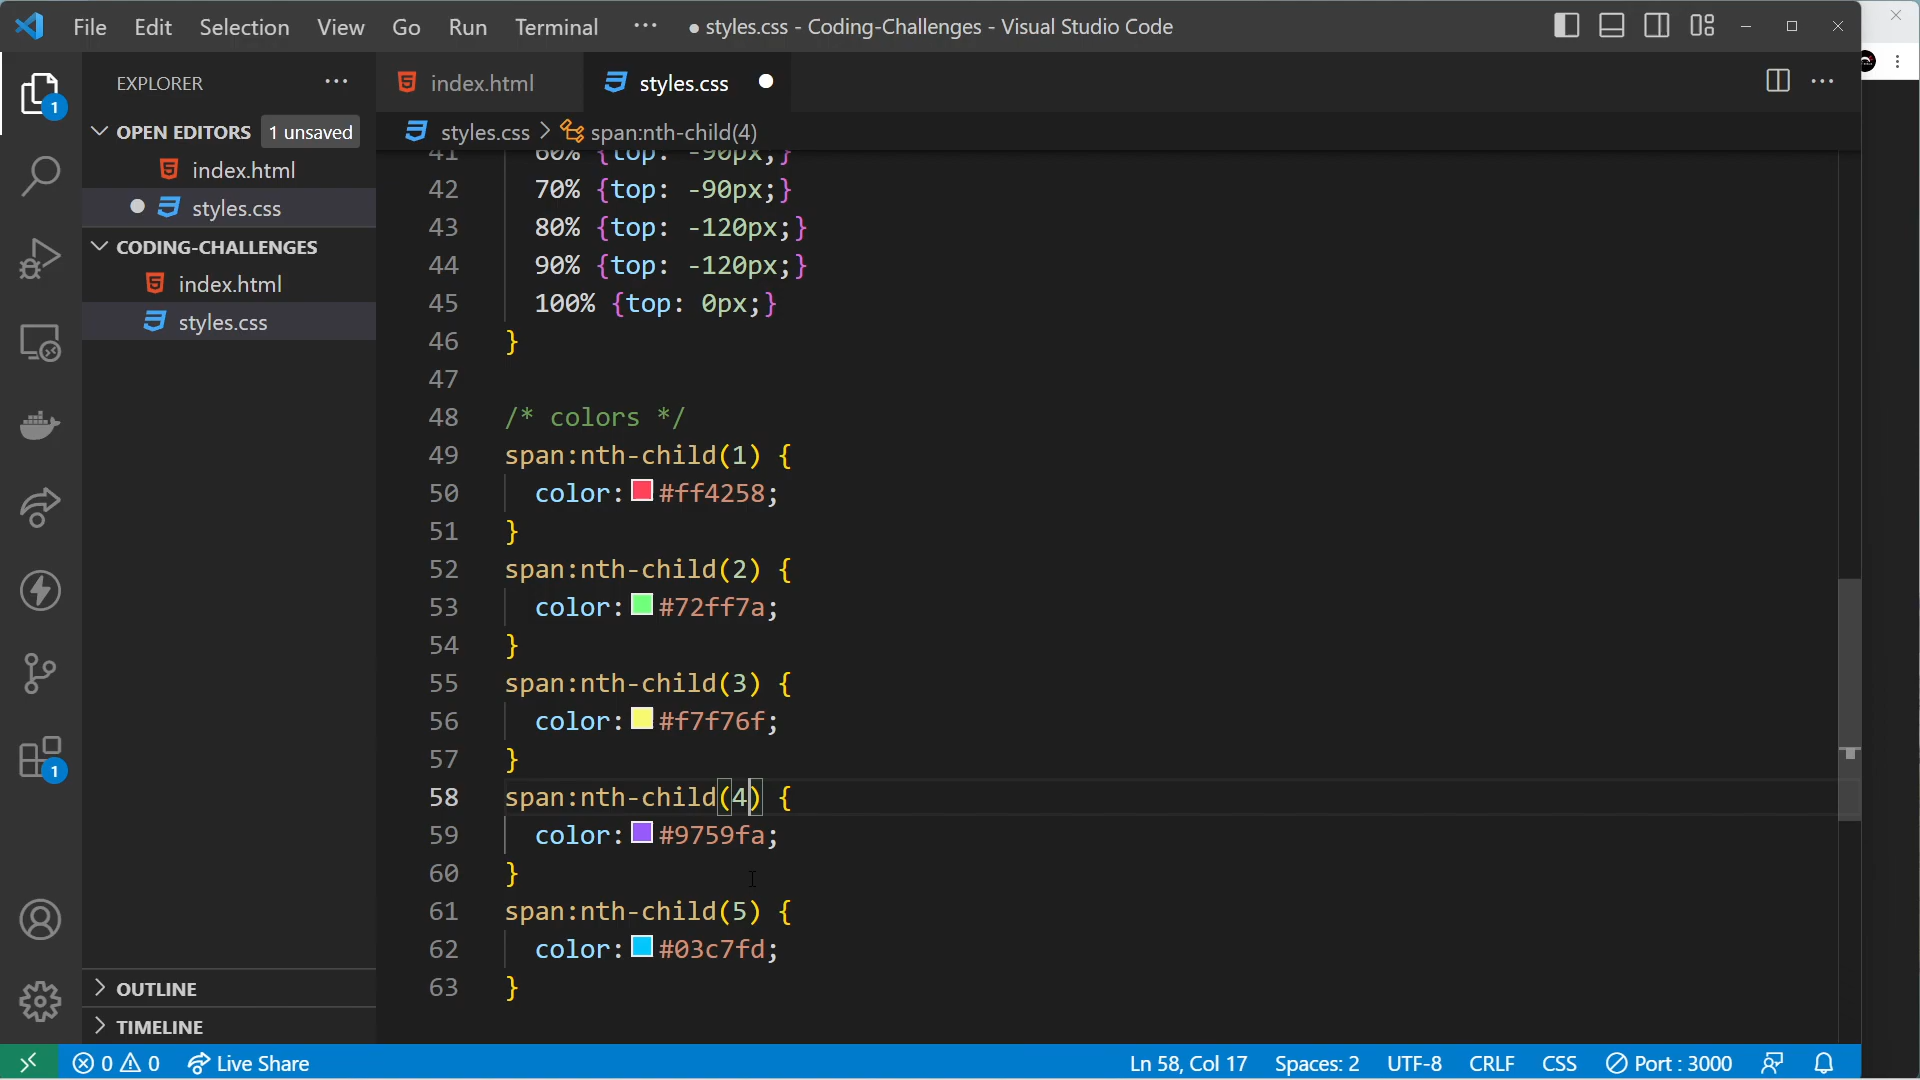 File Edit Selection View Go Run Terminal ··· ● styles.css - Coding-Challenges - Visual Studio Code
EXPLORER ···
OPEN EDITORS 1 unsaved
index.html
styles.css
CODING-CHALLENGES
index.html
styles.css
OUTLINE
TIMELINE
1
1
index.html styles.css
styles.css > span:nth-child(4)
41 60% {top: -90px;}
42 70% {top: -90px;}
43 80% {top: -120px;}
44 90% {top: -120px;}
45 100% {top: 0px;}
46 }
47
48 /* colors */
49 span:nth-child(1) {
50 color: #ff4258;
51 }
52 span:nth-child(2) {
53 color: #72ff7a;
54 }
55 span:nth-child(3) {
56 color: #f7f76f;
57 }
58 span:nth-child(4) {
59 color: #9759fa;
60 }
61 span:nth-child(5) {
62 color: #03c7fd;
63 }
0 0 Live Share Ln 58, Col 17 Spaces: 2 UTF-8 CRLF CSS Port : 3000